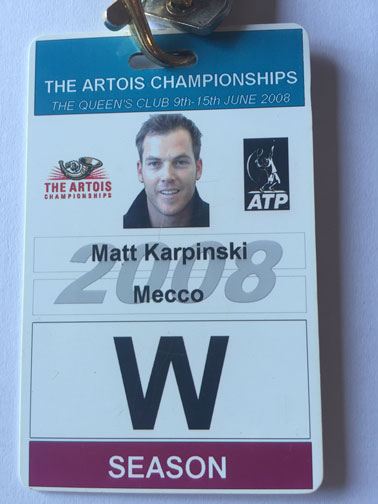 THE ARTOIS CHAMPIONSHIPS
THE QUEEN'S CLUB 9th-15th JUNE 2008
THE ARTOIS
CHAMPIONSHIPS
ATP
2008
Matt Karpinski
Mecco
W
SEASON